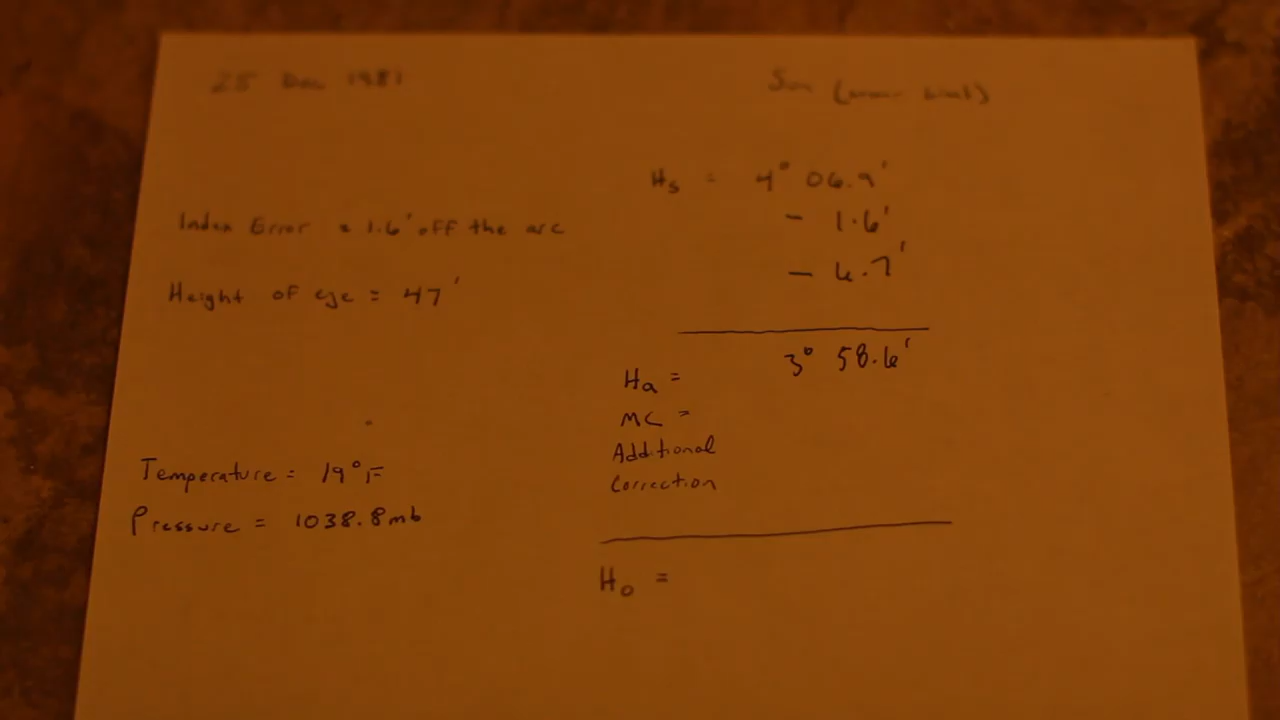 25 Dec 1981
Sun (lower limb)
Hs = 4° 06.9'
- 1.6'
Index Error = 1.6' off the arc
- 6.7'
Height of eye = 47'
3° 58.6'
Ha =
MC =
Additional
Correction
Temperature = 19°F
Pressure = 1038.8mb
Ho =